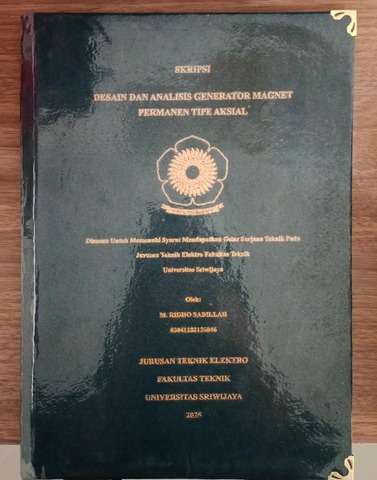 SKRIPSI
DESAIN DAN ANALISIS GENERATOR MAGNET
PERMANEN TIPE AKSIAL
Disusun Untuk Memenuhi Syarat Mendapatkan Gelar Sarjana Teknik Pada
Jurusan Teknik Elektro Fakultas Teknik
Universitas Sriwijaya
Oleh:
M. RIDHO SABILLAH
JURUSAN TEKNIK ELEKTRO
FAKULTAS TEKNIK
UNIVERSITAS SRIWIJAYA
2025